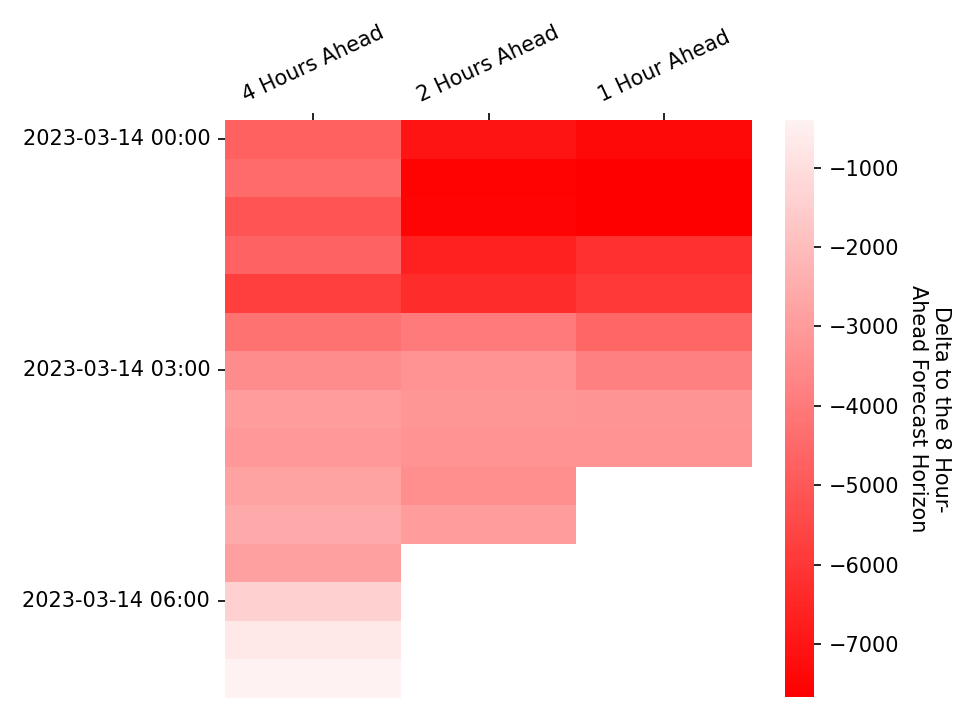 4 Hours Ahead
2 Hours Ahead
1 Hour Ahead
2023-03-14 00:00
2023-03-14 03:00
2023-03-14 06:00
−1000
−2000
−3000
−4000
−5000
−6000
−7000
Delta to the 8 Hour-
Ahead Forecast Horizon